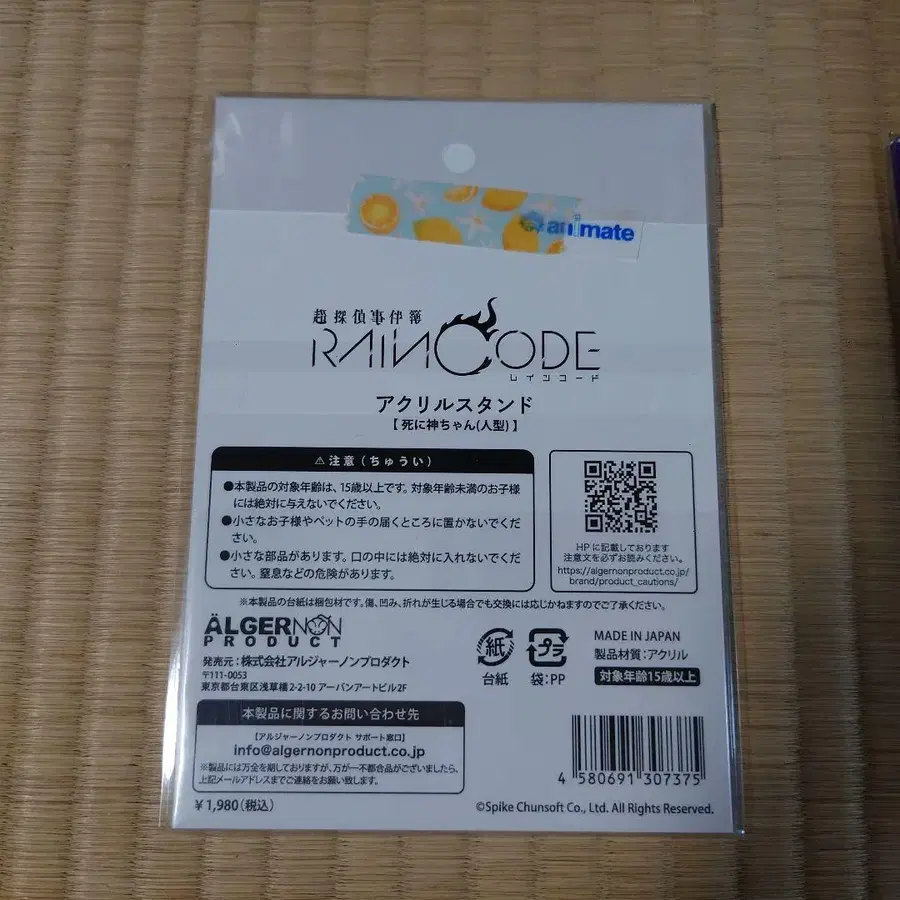 animate
超探偵事件簿
RAINCODE
レインコード
アクリルスタンド
【 死に神ちゃん(人型) 】
⚠注意(ちゅうい)
●本製品の対象年齢は、15歳以上です。対象年齢未満のお子様
には絶対に与えないでください。
●小さなお子様やペットの手の届くところに置かないでくだ
さい。
●小さな部品があります。口の中には絶対に入れないでくだ
さい。窒息などの危険があります。
HPに記載しております
注意文を必ずお読みください。
https://algernonproduct.co.jp/
brand/product_cautions/
※本製品の台紙は梱包材です。傷、凹み、折れが生じる場合でも交換には応じかねますのでご了承ください。
ÄLGERNON
PRODUCT
発売元:株式会社アルジャーノンプロダクト
〒111-0053
東京都台東区浅草橋2-2-10 アーバンアートビル2F
紙
台紙
プラ
袋:PP
MADE IN JAPAN
製品材質:アクリル
対象年齢15歳以上
本製品に関するお問い合わせ先
【アルジャーノンプロダクト サポート窓口】
info@algernonproduct.co.jp
※製品には万全を期しておりますが、万が一不都合品がございましたら、
上記メールアドレスまでご連絡をお願い致します。
¥1,980(税込)
4 580691 307375
©Spike Chunsoft Co., Ltd. All Rights Reserved.